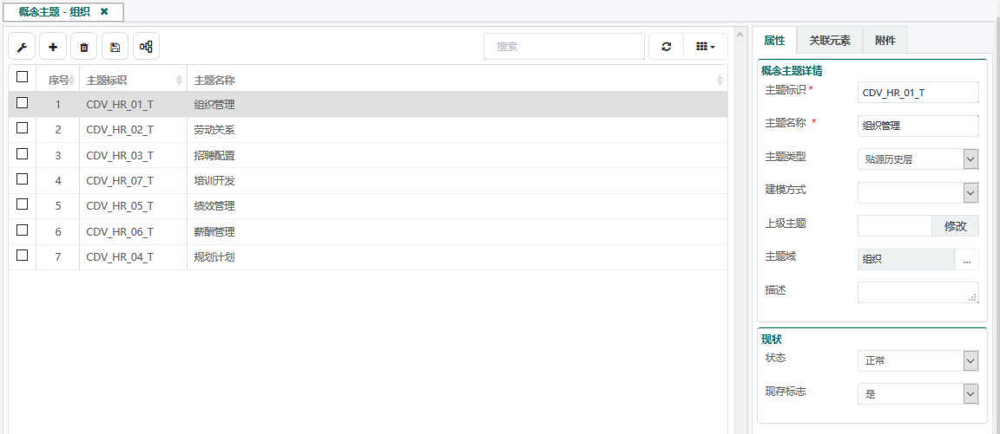 概念主题 - 组织 ✖
搜索
序号 主题标识 主题名称
1 CDV_HR_01_T 组织管理
2 CDV_HR_02_T 劳动关系
3 CDV_HR_03_T 招聘配置
4 CDV_HR_07_T 培训开发
5 CDV_HR_05_T 绩效管理
6 CDV_HR_06_T 薪酬管理
7 CDV_HR_04_T 规划计划
属性 关联元素 附件
概念主题详情
主题标识 * CDV_HR_01_T
主题名称 * 组织管理
主题类型 贴源历史层
建模方式
上级主题 修改
主题域 组织 ...
描述
现状
状态 正常
现存标志 是